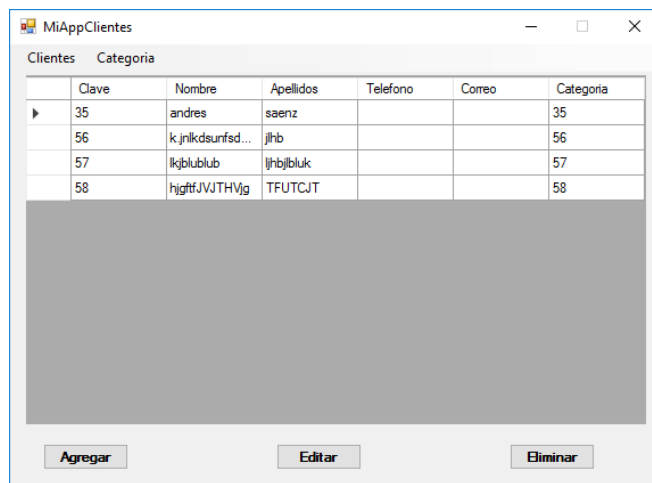 MiAppClientes
Clientes Categoria
Clave Nombre Apellidos Telefono Correo Categoria
35 andres saenz 35
56 k.jnlkdsunfsd... jlhb 56
57 lkjblublub ljhbjlbluk 57
58 hjgftfJVJTHVjg TFUTCJT 58
Agregar Editar Eliminar